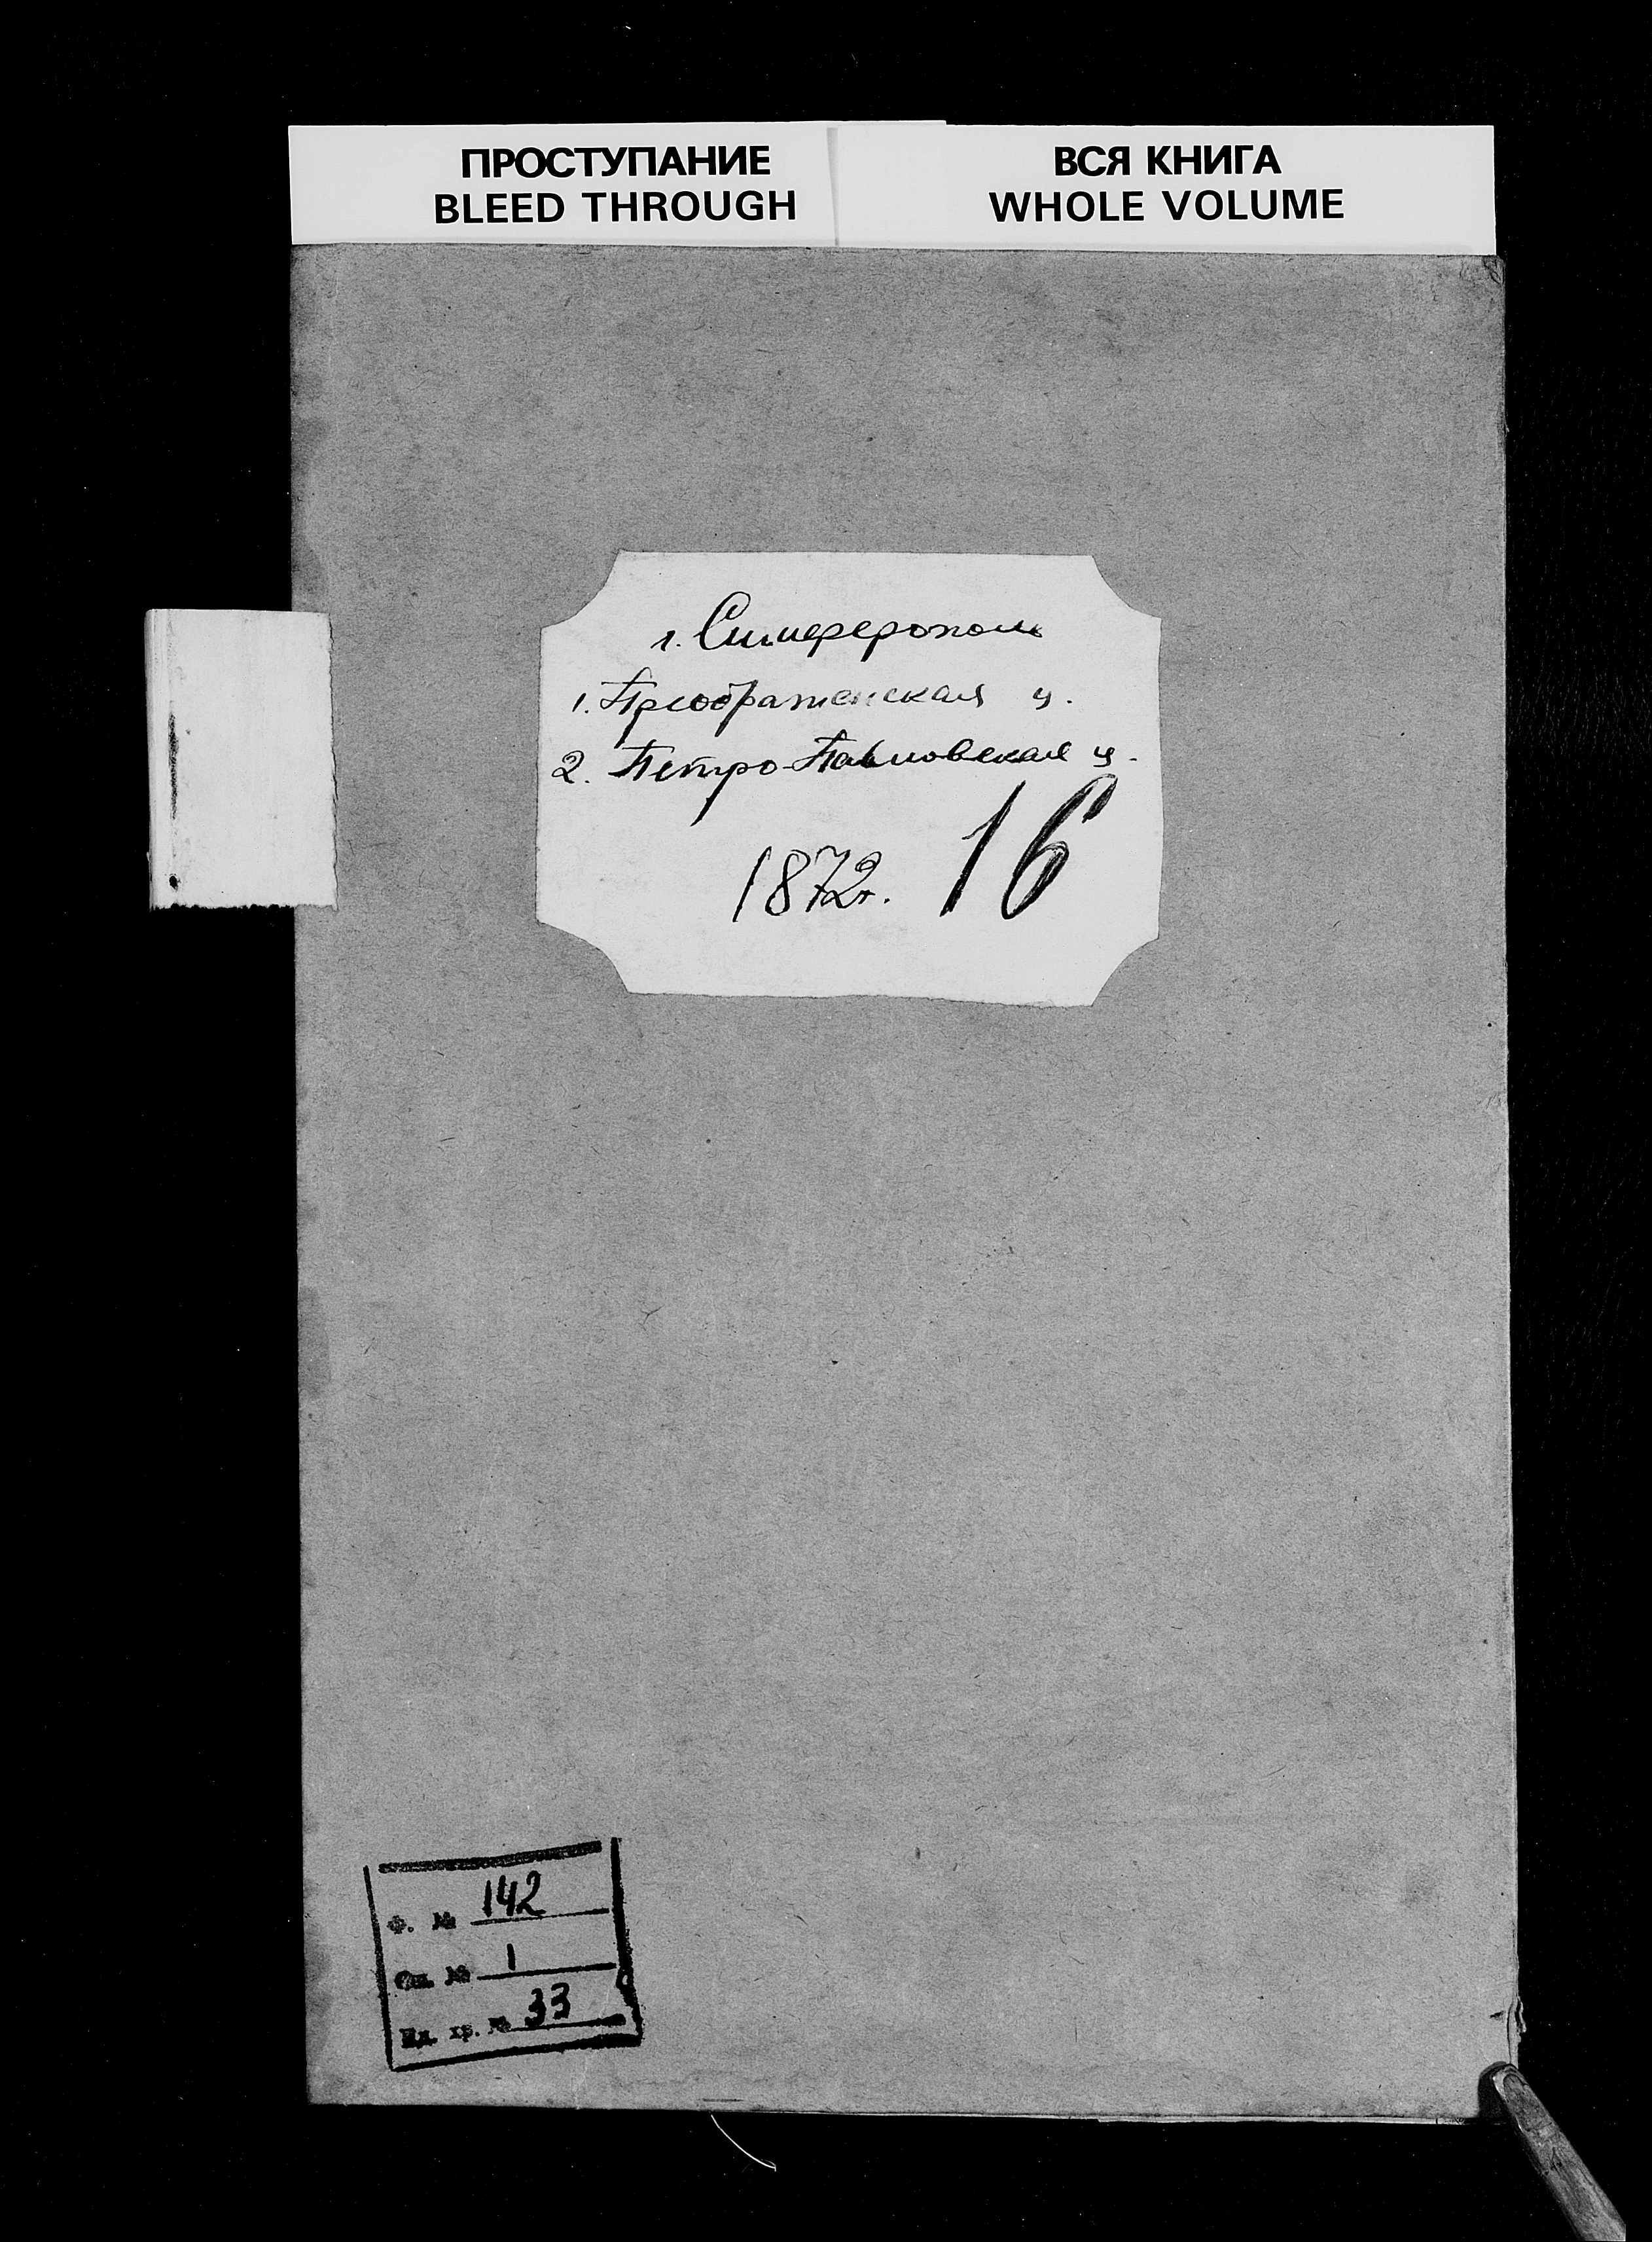 ПРОСТУПАНИЕ
BLEED THROUGH
ВСЯ КНИГА
WHOLE VOLUME
г. Симферополь
1. Преображенская ц.
2. Петро-Павловская ц.
1872г. 16
Ф. № 142
Оп. № 1
Ед. хр. № 33